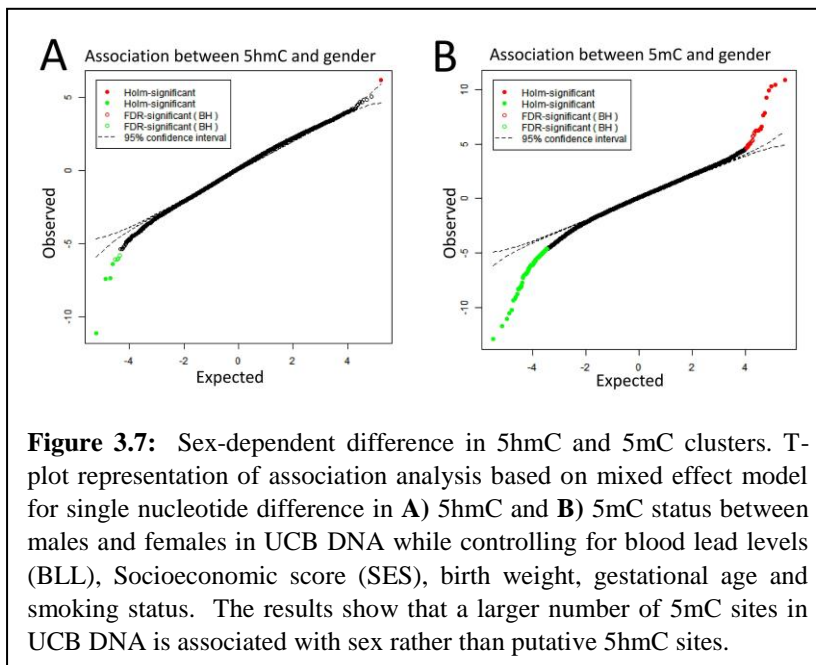 A
Association between 5hmC and gender
Holm-significant
Holm-significant
FDR-significant ( BH )
FDR-significant ( BH )
95% confidence interval
Observed
5
0
-5
-10
-4
-2
0
2
4
Expected
B
Association between 5mC and gender
Holm-significant
Holm-significant
FDR-significant ( BH )
FDR-significant ( BH )
95% confidence interval
Observed
10
5
0
-5
-10
-4
-2
0
2
4
Expected
Figure 3.7: Sex-dependent difference in 5hmC and 5mC clusters. T-
plot representation of association analysis based on mixed effect model
for single nucleotide difference in A) 5hmC and B) 5mC status between
males and females in UCB DNA while controlling for blood lead levels
(BLL), Socioeconomic score (SES), birth weight, gestational age and
smoking status. The results show that a larger number of 5mC sites in
UCB DNA is associated with sex rather than putative 5hmC sites.